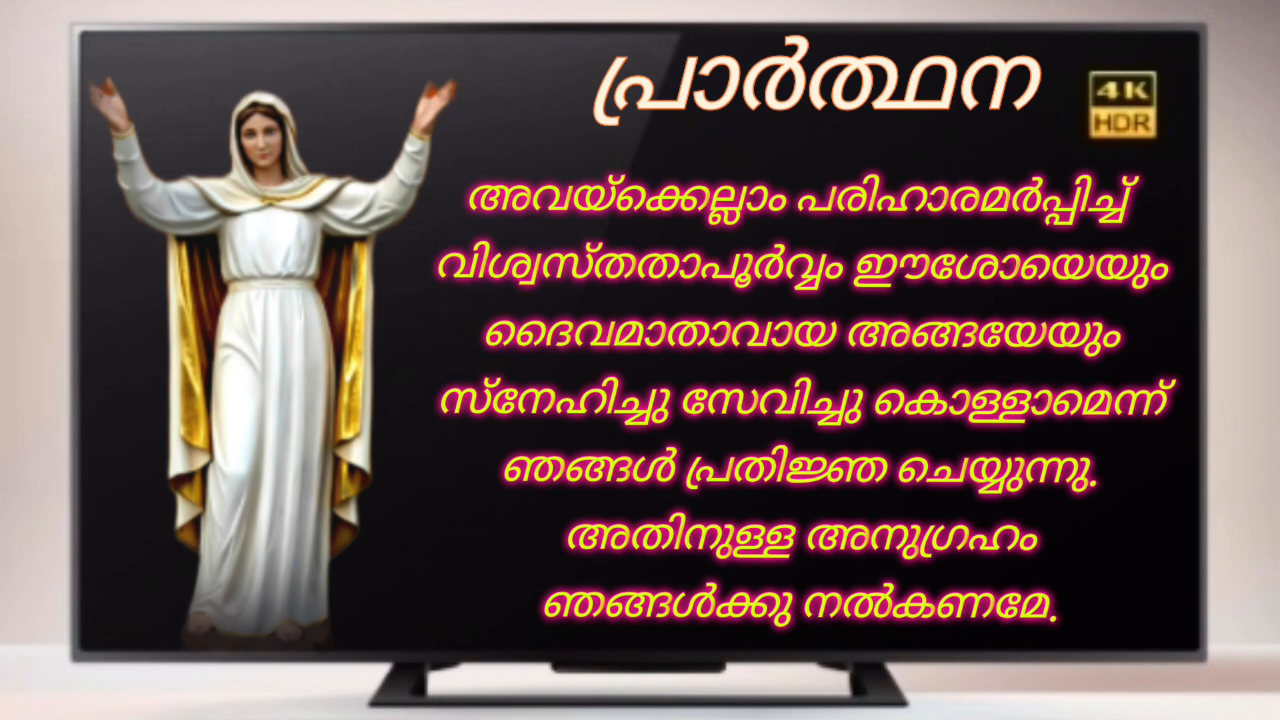 പ്രാർത്ഥന
4K
HDR
അവയ്ക്കെല്ലാം പരിഹാരമർപ്പിച്ച്
വിശ്വസ്തതാപൂർവ്വം ഈശോയെയും
ദൈവമാതാവായ അങ്ങയേയും
സ്നേഹിച്ചു സേവിച്ചു കൊള്ളാമെന്ന്
ഞങ്ങൾ പ്രതിജ്ഞ ചെയ്യുന്നു.
അതിനുള്ള അനുഗ്രഹം
ഞങ്ങൾക്കു നൽകണമേ.